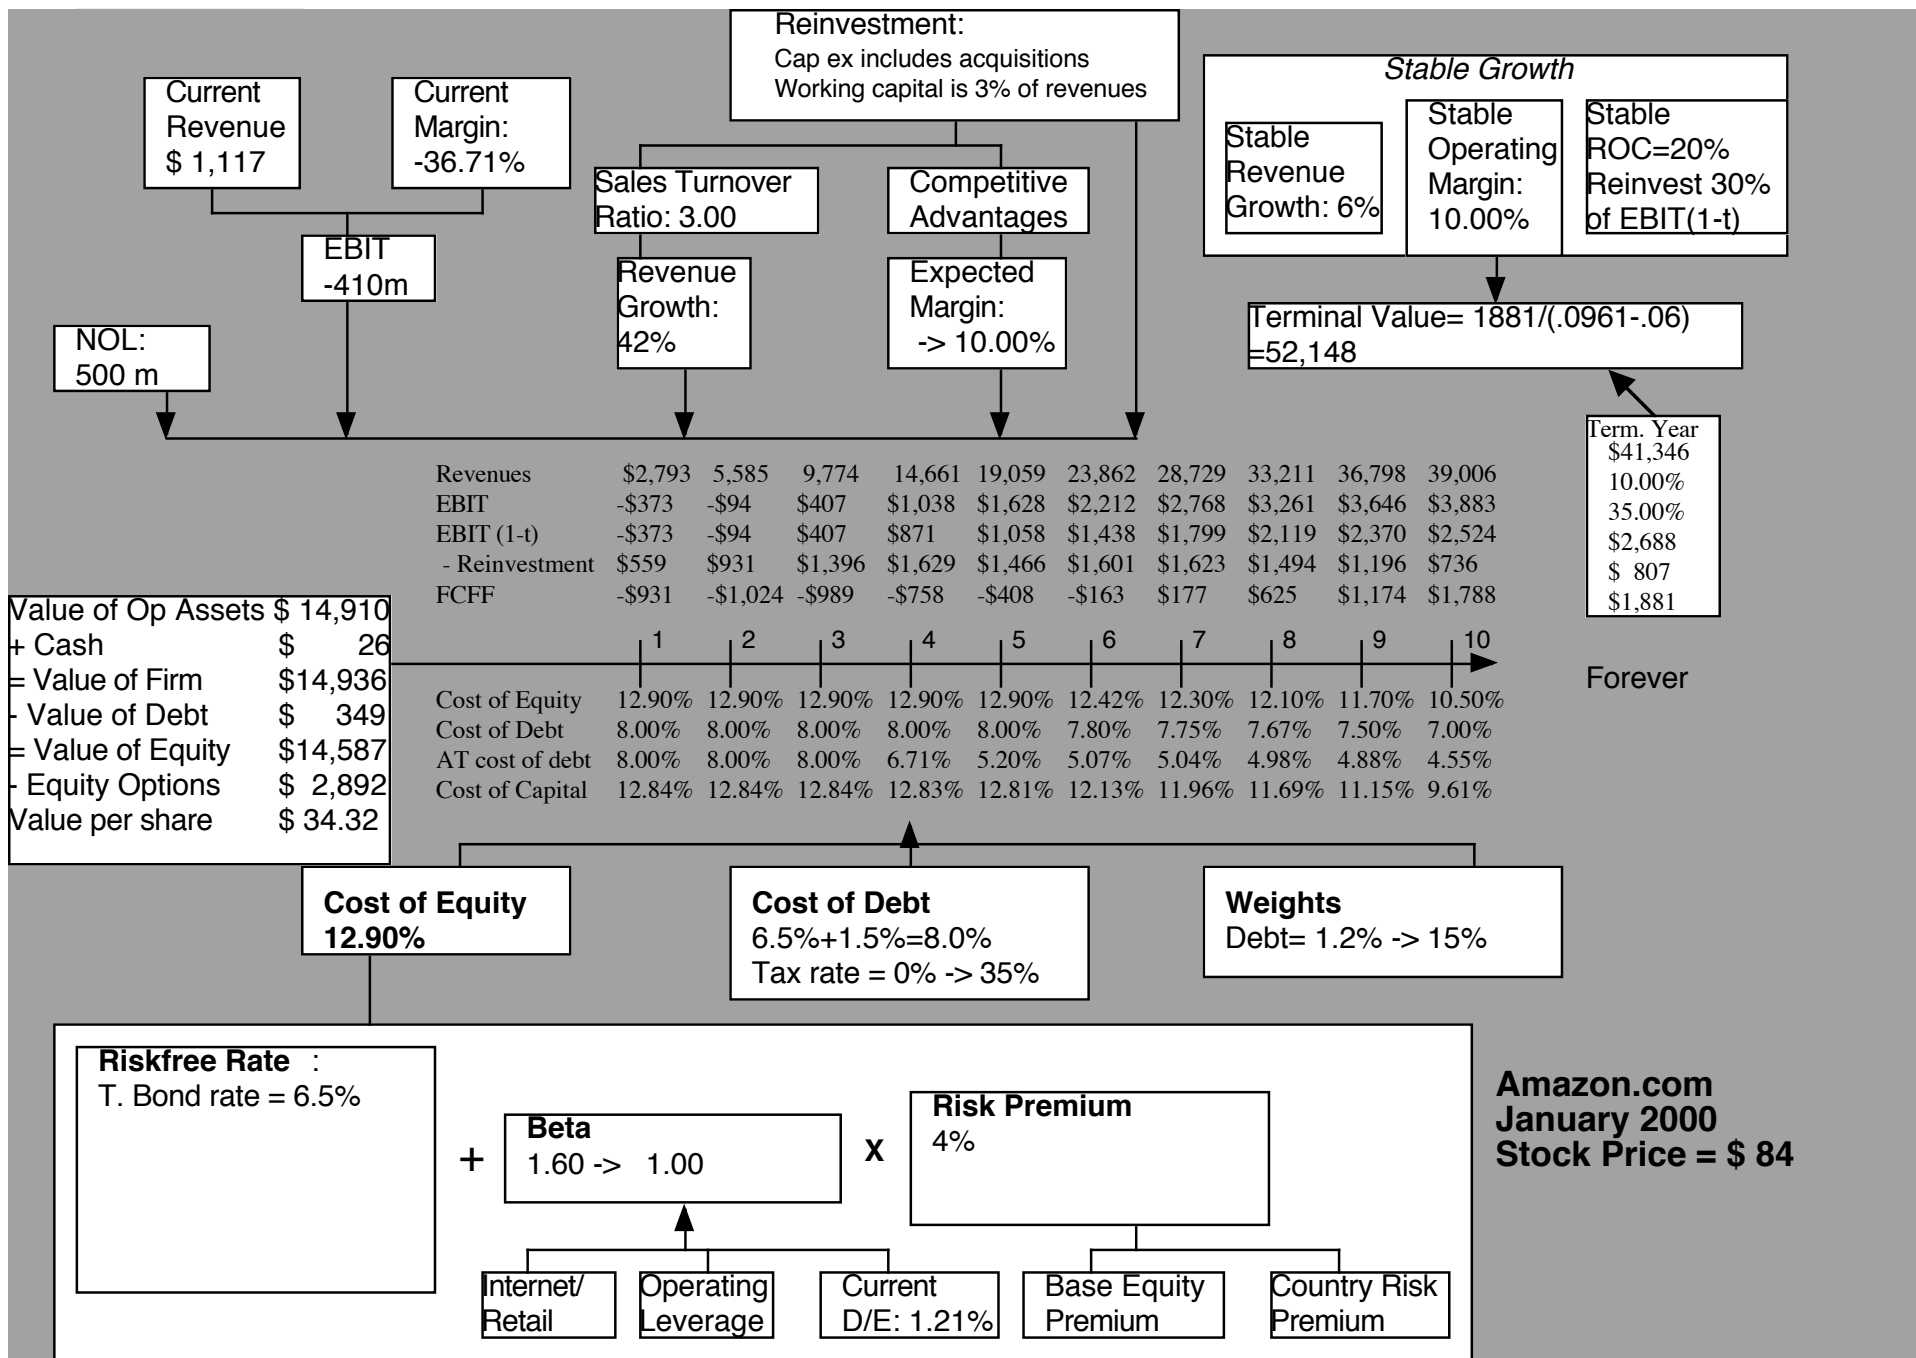 Reinvestment:
Cap ex includes acquisitions
Working capital is 3% of revenues
Current
Revenue
$ 1,117
Current
Margin:
-36.71%
EBIT
-410m
NOL:
500 m
Sales Turnover
Ratio: 3.00
Competitive
Advantages
Revenue
Growth:
42%
Expected
Margin:
-> 10.00%
Stable Growth
Stable
Revenue
Growth: 6%
Stable
Operating
Margin:
10.00%
Stable
ROC=20%
Reinvest 30%
of EBIT(1-t)
Terminal Value= 1881/(.0961-.06)
=52,148
Term. Year
$41,346
10.00%
35.00%
$2,688
$ 807
$1,881
Revenues $2,793 5,585 9,774 14,661 19,059 23,862 28,729 33,211 36,798 39,006
EBIT -$373 -$94 $407 $1,038 $1,628 $2,212 $2,768 $3,261 $3,646 $3,883
EBIT (1-t) -$373 -$94 $407 $871 $1,058 $1,438 $1,799 $2,119 $2,370 $2,524
- Reinvestment $559 $931 $1,396 $1,629 $1,466 $1,601 $1,623 $1,494 $1,196 $736
FCFF -$931 -$1,024 -$989 -$758 -$408 -$163 $177 $625 $1,174 $1,788
1 2 3 4 5 6 7 8 9 10
Forever
Value of Op Assets $ 14,910
+ Cash $ 26
= Value of Firm $14,936
- Value of Debt $ 349
= Value of Equity $14,587
- Equity Options $ 2,892
Value per share $ 34.32
Cost of Equity 12.90% 12.90% 12.90% 12.90% 12.90% 12.42% 12.30% 12.10% 11.70% 10.50%
Cost of Debt 8.00% 8.00% 8.00% 8.00% 8.00% 7.80% 7.75% 7.67% 7.50% 7.00%
AT cost of debt 8.00% 8.00% 8.00% 6.71% 5.20% 5.07% 5.04% 4.98% 4.88% 4.55%
Cost of Capital 12.84% 12.84% 12.84% 12.83% 12.81% 12.13% 11.96% 11.69% 11.15% 9.61%
Cost of Equity
12.90%
Cost of Debt
6.5%+1.5%=8.0%
Tax rate = 0% -> 35%
Weights
Debt= 1.2% -> 15%
Riskfree Rate :
T. Bond rate = 6.5%
+
Beta
1.60 -> 1.00
X
Risk Premium
4%
Internet/
Retail
Operating
Leverage
Current
D/E: 1.21%
Base Equity
Premium
Country Risk
Premium
Amazon.com
January 2000
Stock Price = $ 84